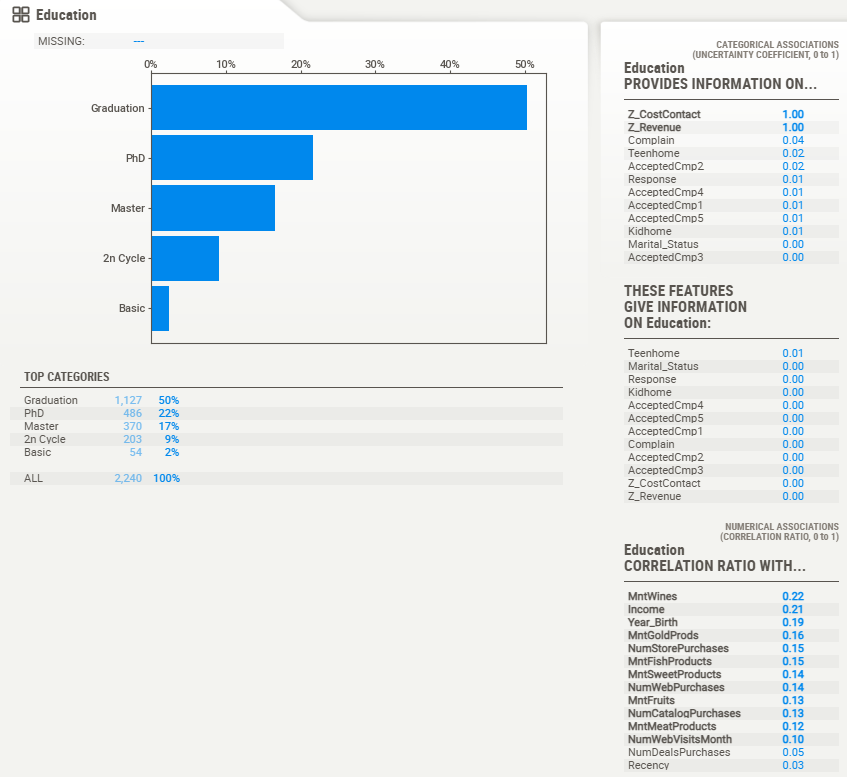 Education
MISSING: ---
0% 10% 20% 30% 40% 50%
Graduation
PhD
Master
2n Cycle
Basic
TOP CATEGORIES
Graduation 1,127 50%
PhD 486 22%
Master 370 17%
2n Cycle 203 9%
Basic 54 2%
ALL 2,240 100%
CATEGORICAL ASSOCIATIONS
(UNCERTAINTY COEFFICIENT, 0 to 1)
Education
PROVIDES INFORMATION ON...
Z_CostContact 1.00
Z_Revenue 1.00
Complain 0.04
Teenhome 0.02
AcceptedCmp2 0.02
Response 0.01
AcceptedCmp4 0.01
AcceptedCmp1 0.01
AcceptedCmp5 0.01
Kidhome 0.01
Marital_Status 0.00
AcceptedCmp3 0.00
THESE FEATURES
GIVE INFORMATION
ON Education:
Teenhome 0.01
Marital_Status 0.00
Response 0.00
Kidhome 0.00
AcceptedCmp4 0.00
AcceptedCmp5 0.00
AcceptedCmp1 0.00
Complain 0.00
AcceptedCmp2 0.00
AcceptedCmp3 0.00
Z_CostContact 0.00
Z_Revenue 0.00
NUMERICAL ASSOCIATIONS
(CORRELATION RATIO, 0 to 1)
Education
CORRELATION RATIO WITH...
MntWines 0.22
Income 0.21
Year_Birth 0.19
MntGoldProds 0.16
NumStorePurchases 0.15
MntFishProducts 0.15
MntSweetProducts 0.14
NumWebPurchases 0.14
MntFruits 0.13
NumCatalogPurchases 0.13
MntMeatProducts 0.12
NumWebVisitsMonth 0.10
NumDealsPurchases 0.05
Recency 0.03